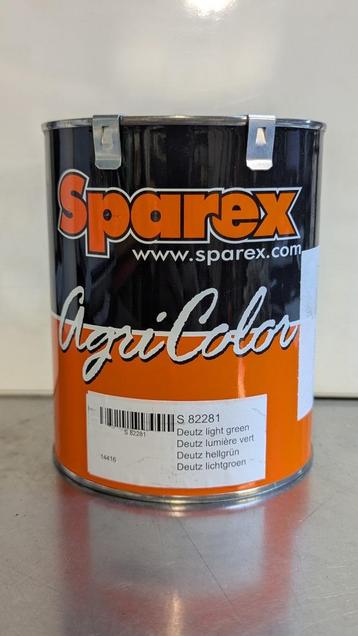 Sparex
www.sparex.com
AgriColor
S 82281
S 82281
Deutz light green
Deutz lumière vert
Deutz hellgrün
Deutz lichtgroen
14416